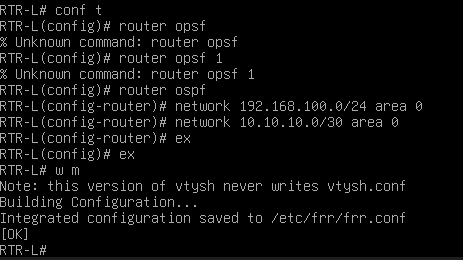 RTR-L# conf t
RTR-L(config)# router opsf
% Unknown command: router opsf
RTR-L(config)# router opsf 1
% Unknown command: router opsf 1
RTR-L(config)# router ospf
RTR-L(config-router)# network 192.168.100.0/24 area 0
RTR-L(config-router)# network 10.10.10.0/30 area 0
RTR-L(config-router)# ex
RTR-L(config)# ex
RTR-L# w m
Note: this version of vtysh never writes vtysh.conf
Building Configuration...
Integrated configuration saved to /etc/frr/frr.conf
[OK]
RTR-L#